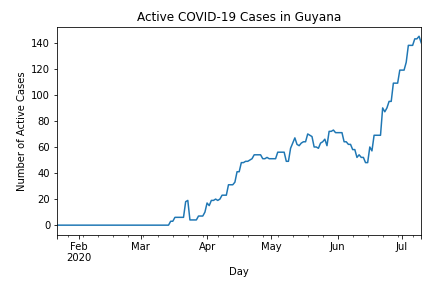 Active COVID-19 Cases in Guyana
Number of Active Cases
140
120
100
80
60
40
20
0
Feb Mar Apr May Jun Jul
2020
Day